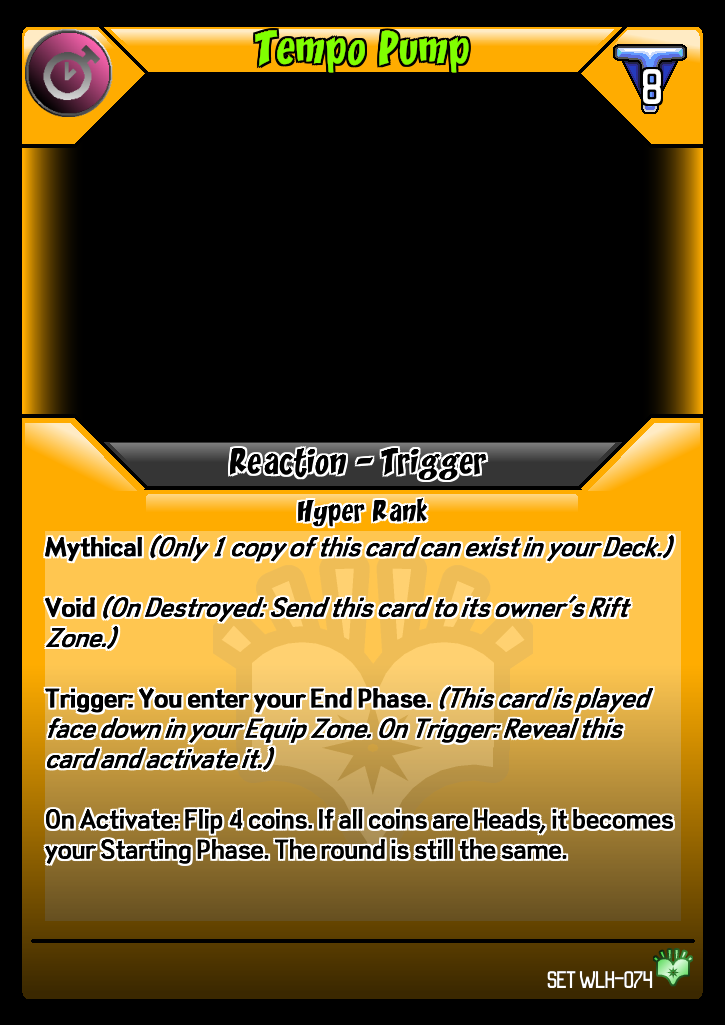 Tempo Pump
8
Reaction - Trigger
Hyper Rank
Mythical (Only 1 copy of this card can exist in your Deck.)
Void (On Destroyed: Send this card to its owner's Rift
Zone.)
Trigger: You enter your End Phase. (This card is played
face down in your Equip Zone. On Trigger: Reveal this
card and activate it.)
On Activate: Flip 4 coins. If all coins are Heads, it becomes
your Starting Phase. The round is still the same.
SET WLH-074